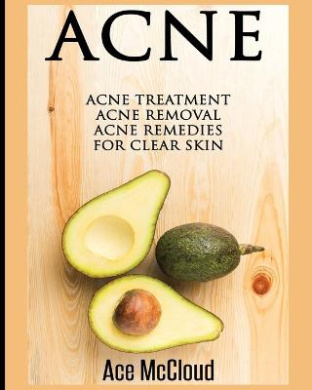 ACNE
ACNE TREATMENT
ACNE REMOVAL
ACNE REMEDIES
FOR CLEAR SKIN
Ace McCloud